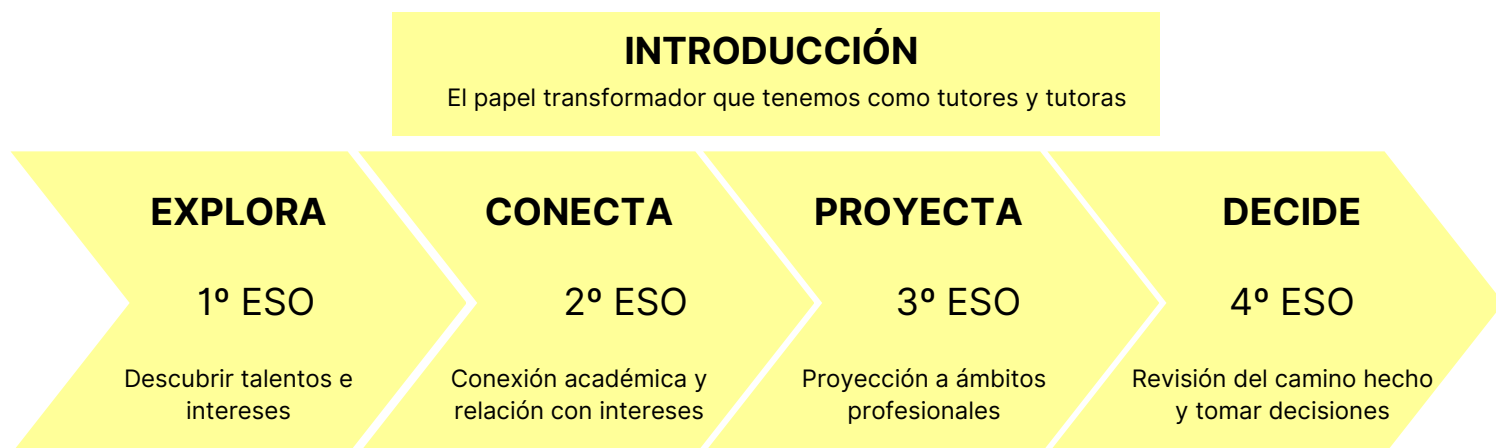 INTRODUCCIÓN
El papel transformador que tenemos como tutores y tutoras
EXPLORA
1º ESO
Descubrir talentos e
intereses
CONECTA
2º ESO
Conexión académica y
relación con intereses
PROYECTA
3º ESO
Proyección a ámbitos
profesionales
DECIDE
4º ESO
Revisión del camino hecho
y tomar decisiones